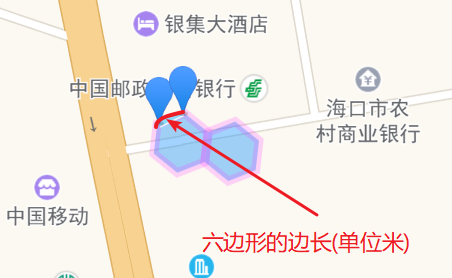 银集大酒店
中国邮政
银行
海口市农
村商业银行
中国移动
六边形的边长(单位米)